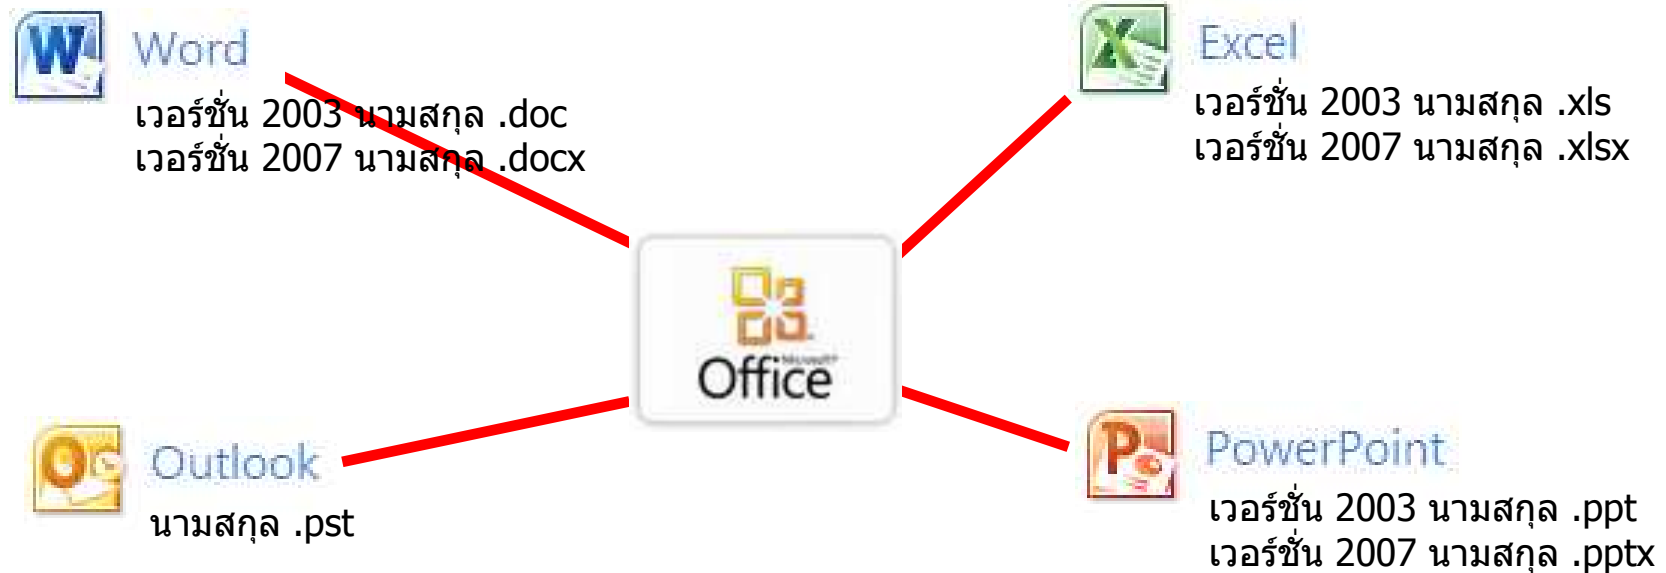 Word
เวอร์ชั่น 2003 นามสกุล .doc
เวอร์ชั่น 2007 นามสกุล .docx
Excel
เวอร์ชั่น 2003 นามสกุล .xls
เวอร์ชั่น 2007 นามสกุล .xlsx
Microsoft®
Office
Outlook
นามสกุล .pst
PowerPoint
เวอร์ชั่น 2003 นามสกุล .ppt
เวอร์ชั่น 2007 นามสกุล .pptx